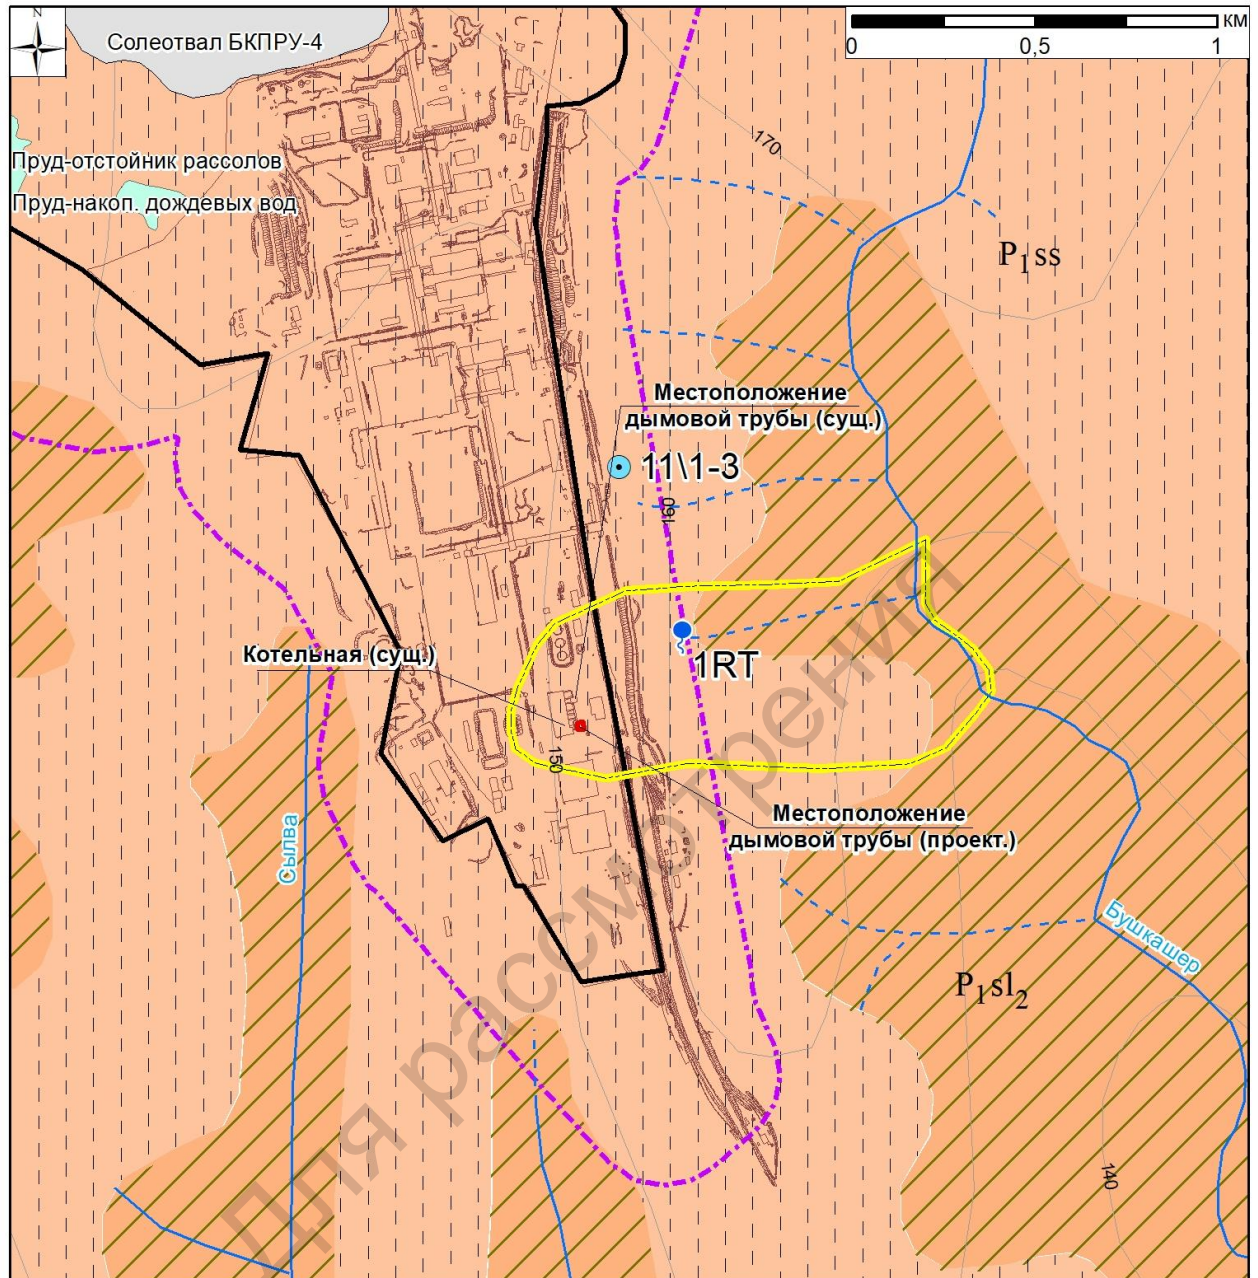 N
Солеотвал БКПРУ-4
км
0 0,5 1
170
Пруд-отстойник рассолов
Пруд-накоп. дождевых вод
P₁ss
Местоположение
дымовой трубы (сущ.)
11\1-3
160
Котельная (сущ.)
1RT
150
Местоположение
дымовой трубы (проект.)
Сылва
Бушкашер
P₁sl₂
140
Для рассмотрения